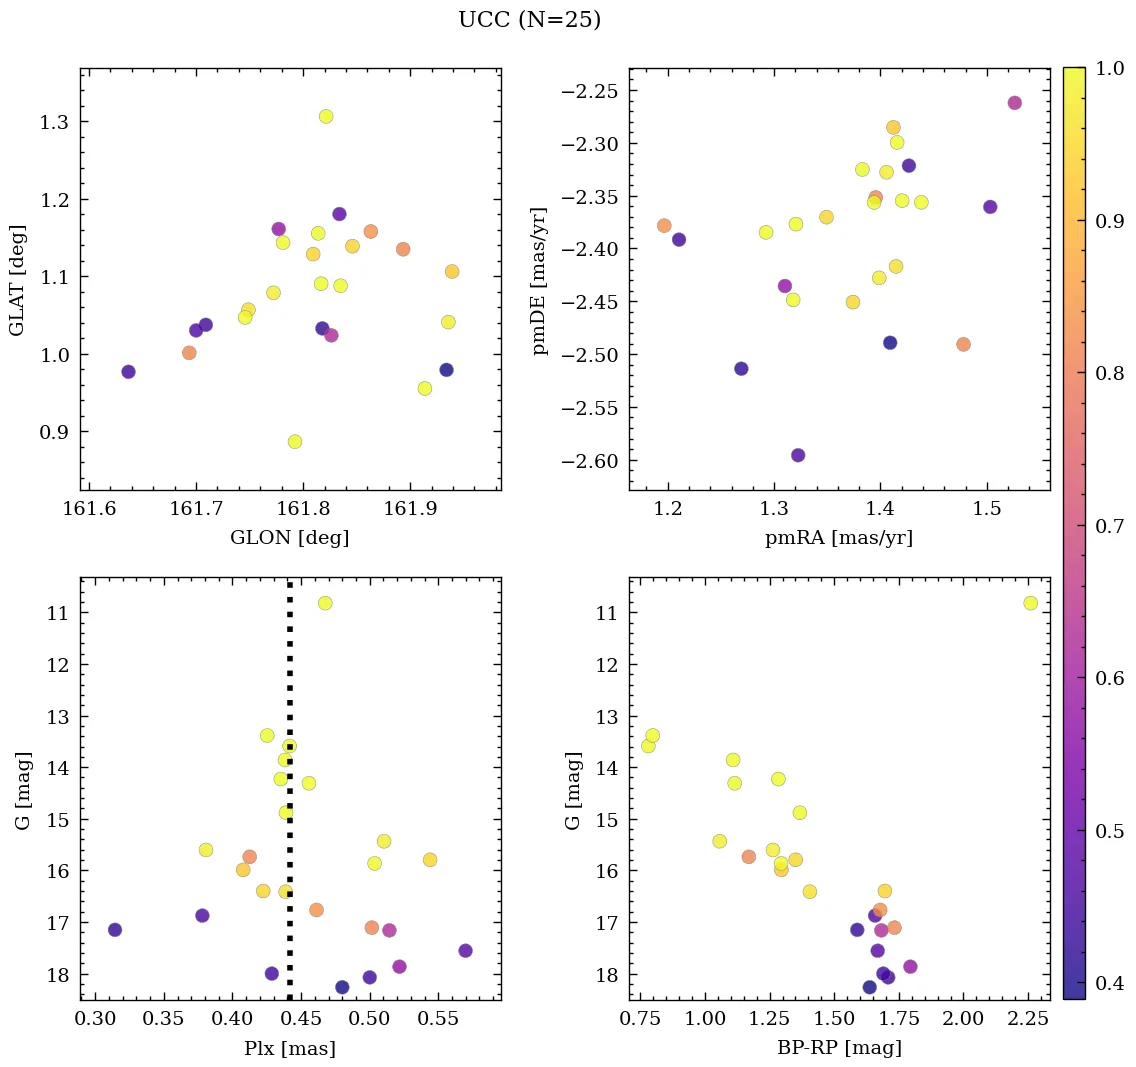 UCC (N=25)
1.3
1.2
1.1
1.0
0.9
GLAT [deg]
161.6 161.7 161.8 161.9
GLON [deg]
−2.25
−2.30
−2.35
−2.40
−2.45
−2.50
−2.55
−2.60
pmDE [mas/yr]
1.2 1.3 1.4 1.5
pmRA [mas/yr]
11
12
13
14
15
16
17
18
G [mag]
0.30 0.35 0.40 0.45 0.50 0.55
Plx [mas]
11
12
13
14
15
16
17
18
G [mag]
0.75 1.00 1.25 1.50 1.75 2.00 2.25
BP-RP [mag]
1.0
0.9
0.8
0.7
0.6
0.5
0.4